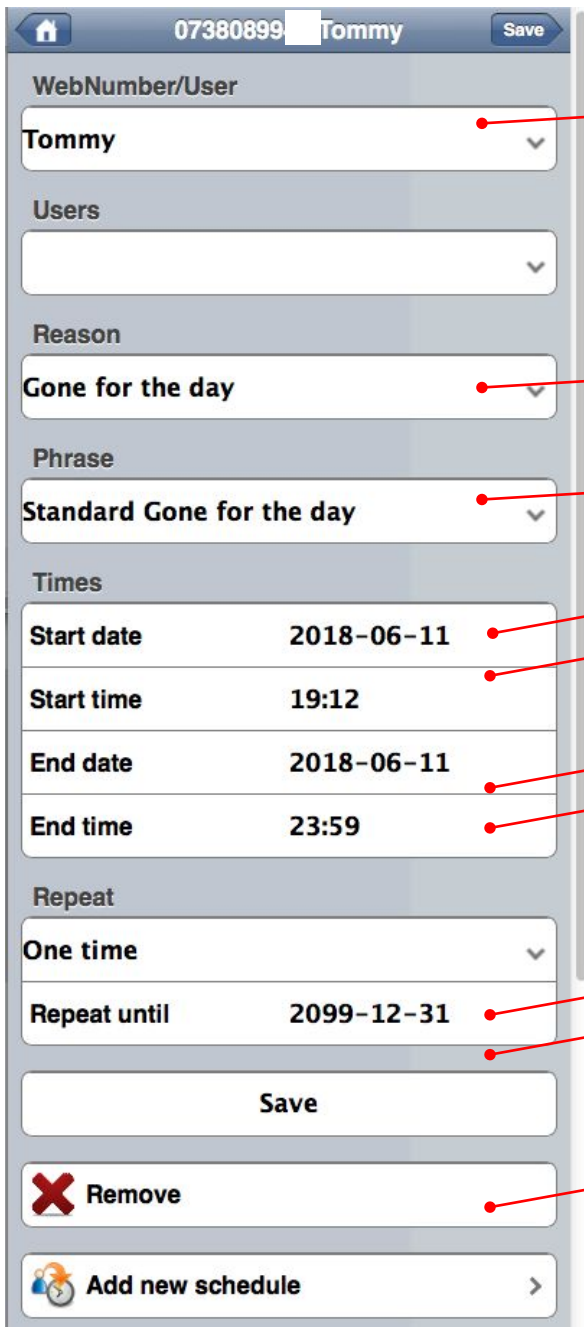 07380899 Tommy Save
WebNumber/User
Tommy
Users
Reason
Gone for the day
Phrase
Standard Gone for the day
Times
Start date 2018-06-11
Start time 19:12
End date 2018-06-11
End time 23:59
Repeat
One time
Repeat until 2099-12-31
Save
Remove
Add new schedule